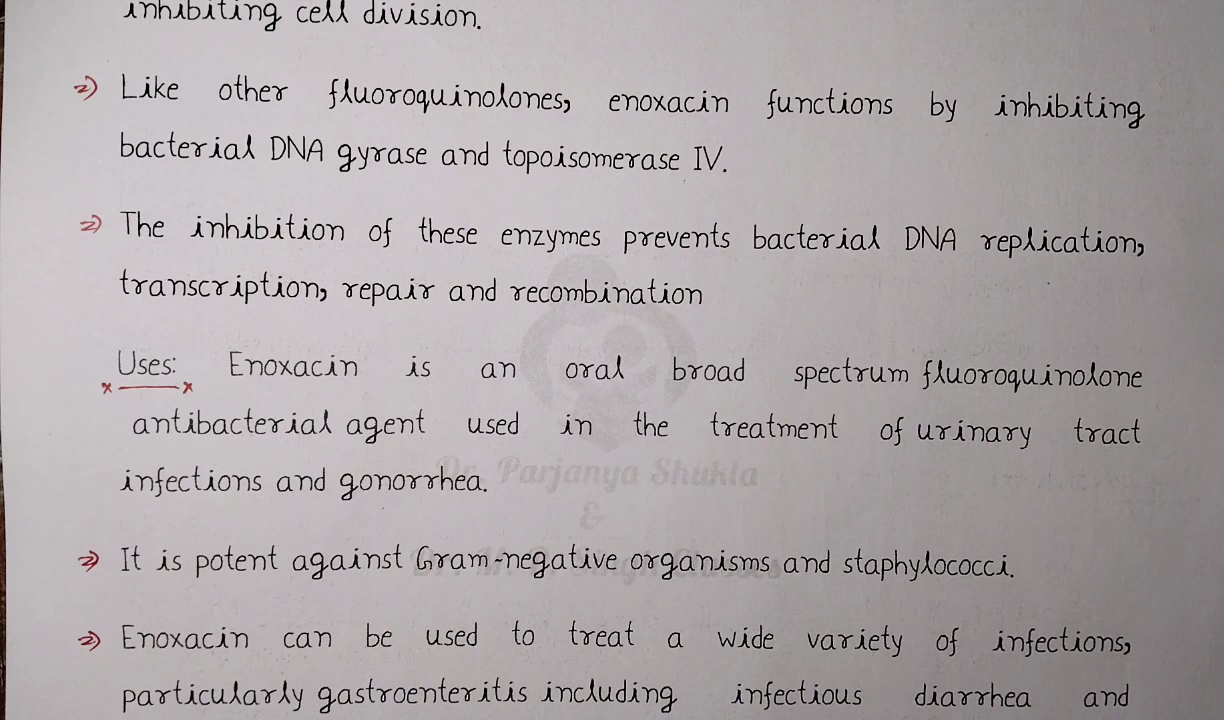 inhibiting cell division.
⇒ Like other fluoroquinolones, enoxacin functions by inhibiting
bacterial DNA gyrase and topoisomerase IV.
⇒ The inhibition of these enzymes prevents bacterial DNA replication,
transcription, repair and recombination
Uses: Enoxacin is an oral broad spectrum fluoroquinolone
antibacterial agent used in the treatment of urinary tract
infections and gonorrhea.
Dr. Parjanya Shukla
&
⇒ It is potent against Gram-negative organisms and staphylococci.
⇒ Enoxacin can be used to treat a wide variety of infections,
particularly gastroenteritis including infectious diarrhea and